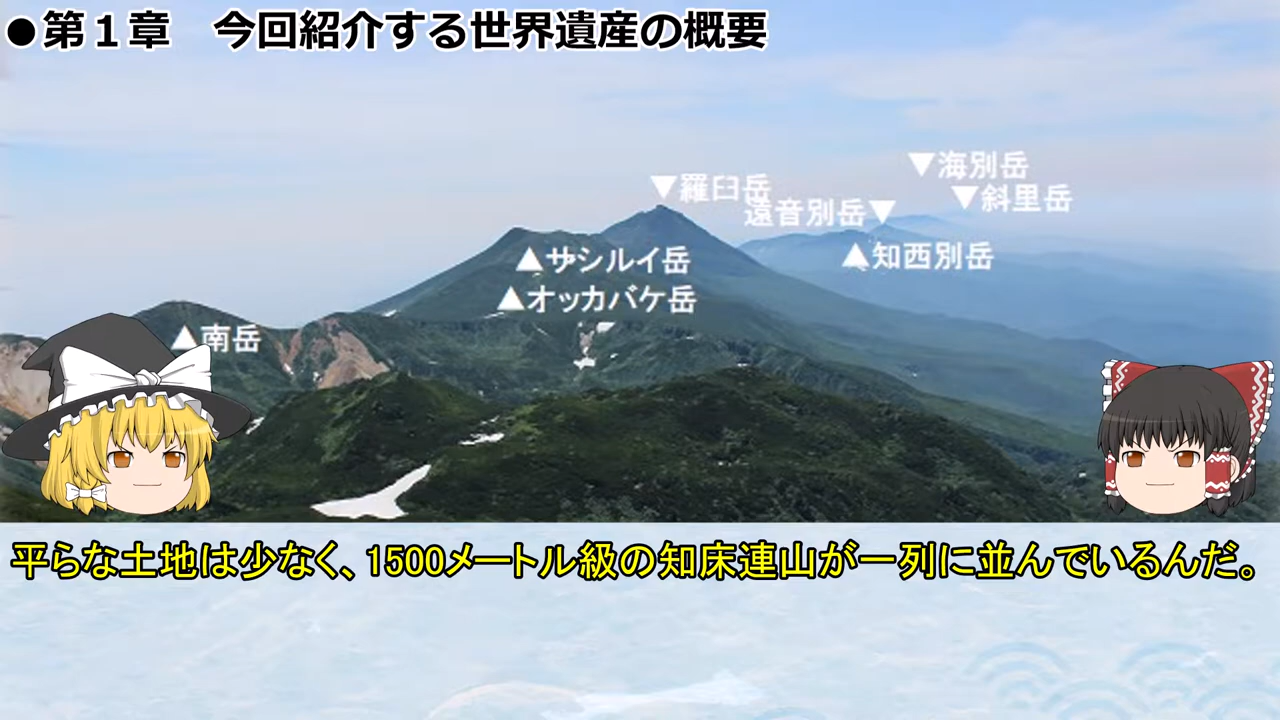 ●第１章　今回紹介する世界遺産の概要
▼海別岳
▼羅臼岳
▼斜里岳
遠音別岳▼
▲サシルイ岳
▲知西別岳
▲オッカバケ岳
▲南岳
平らな土地は少なく、1500メートル級の知床連山が一列に並んでいるんだ。